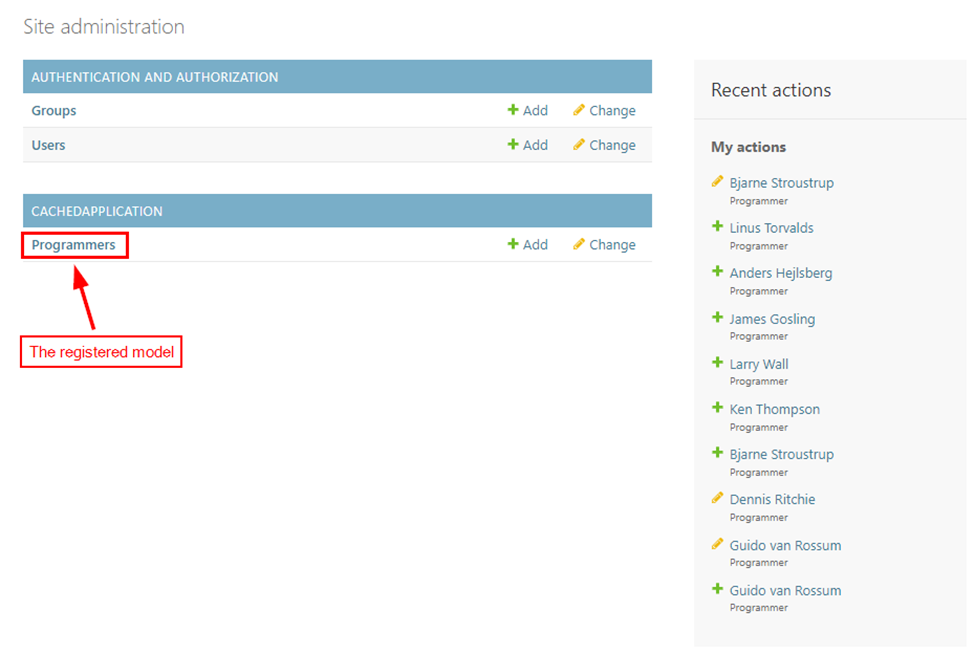 Site administration
AUTHENTICATION AND AUTHORIZATION
Groups Add Change
Users Add Change
CACHEDAPPLICATION
Programmers Add Change
The registered model
Recent actions
My actions
Bjarne Stroustrup
Programmer
Linus Torvalds
Programmer
Anders Hejlsberg
Programmer
James Gosling
Programmer
Larry Wall
Programmer
Ken Thompson
Programmer
Bjarne Stroustrup
Programmer
Dennis Ritchie
Programmer
Guido van Rossum
Programmer
Guido van Rossum
Programmer